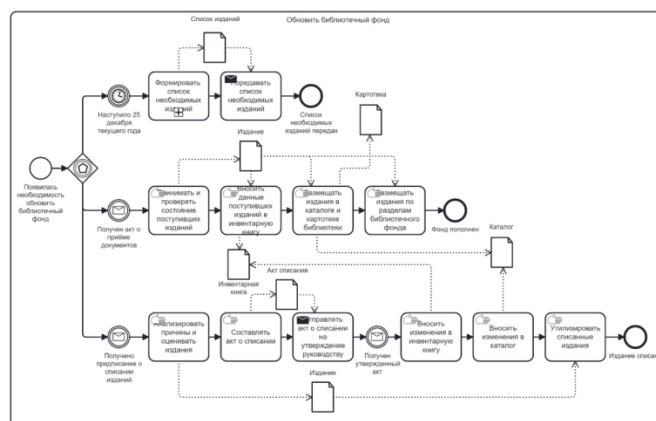 Список изданий
Обновить библиотечный фонд
Формировать
список
необходимых
изданий
Передавать
список
необходимых
изданий
Картотека
Наступило 25
декабря
текущего года
Список
необходимых
изданий передан
Издание
Появилась
необходимость
обновить
библиотечный
фонд
Принимать и
проверять
состояние
поступивших
изданий
Вносить
данные
поступивших
изданий в
инвентарную
книгу
Размещать
издания в
каталоге и
картотеке
библиотеки
Размещать
издания по
разделам
библиотечного
фонда
Получен акт о
приёме
документов
Фонд пополнен
Каталог
Инвентарная
книга
Акт списания
Анализировать
причины и
оценивать
издания
Составлять
акт о списании
Отправлять
акт о списании
на
утверждение
руководству
Вносить
изменения в
инвентарную
книгу
Вносить
изменения в
каталог
Утилизировать
списанные
издания
Получено
предписание о
списании
изданий
Получен
утвержденный
акт
Издание списан
Издание